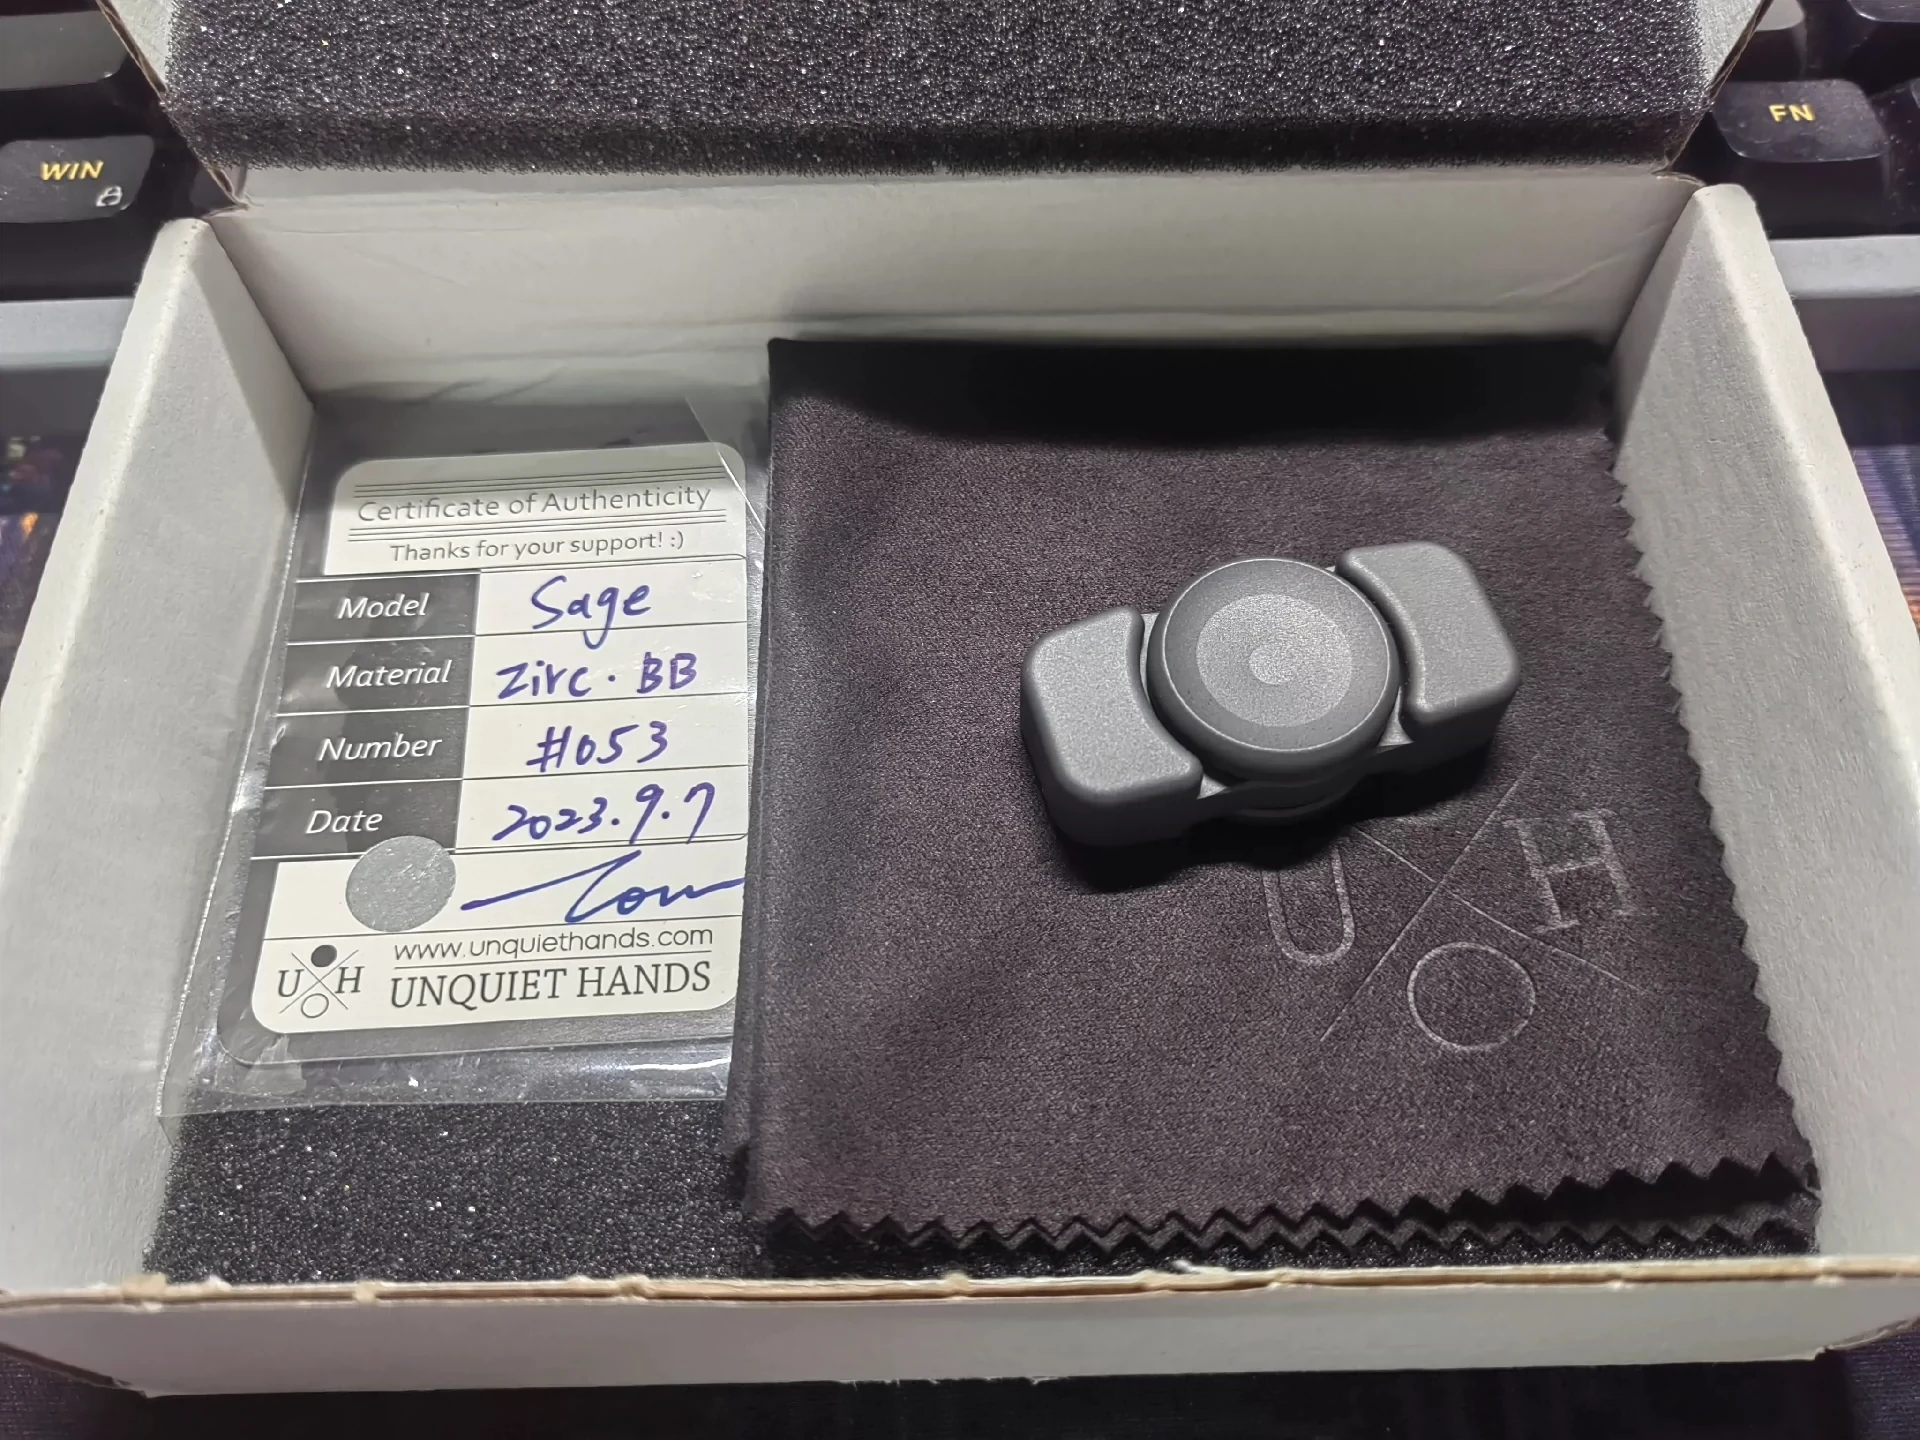 WIN
FN
Certificate of Authenticity
Thanks for your support! :)
Model Sage
Material Zirc. BB
Number #053
Date 2023.9.7
www.unquiethands.com
U H O
UNQUIET HANDS
U H
O